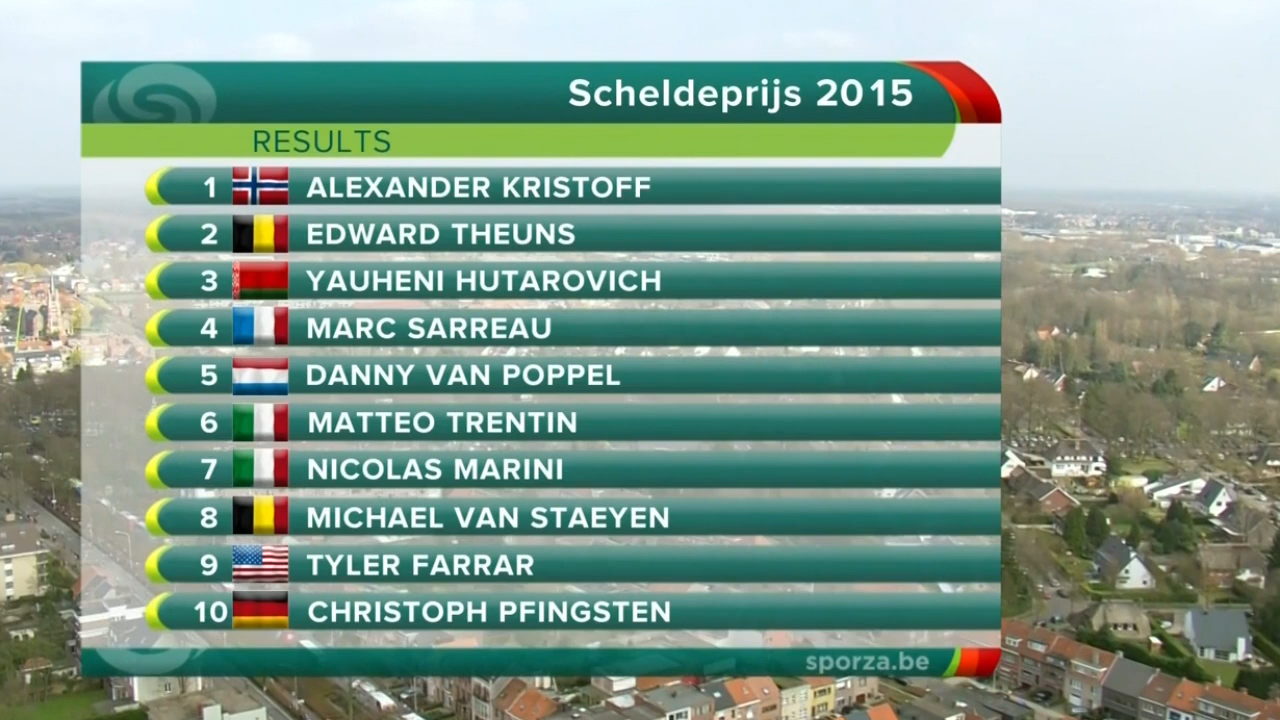 Scheldeprijs 2015
RESULTS
1 ALEXANDER KRISTOFF
2 EDWARD THEUNS
3 YAUHENI HUTAROVICH
4 MARC SARREAU
5 DANNY VAN POPPEL
6 MATTEO TRENTIN
7 NICOLAS MARINI
8 MICHAEL VAN STAEYEN
9 TYLER FARRAR
10 CHRISTOPH PFINGSTEN
sporza.be